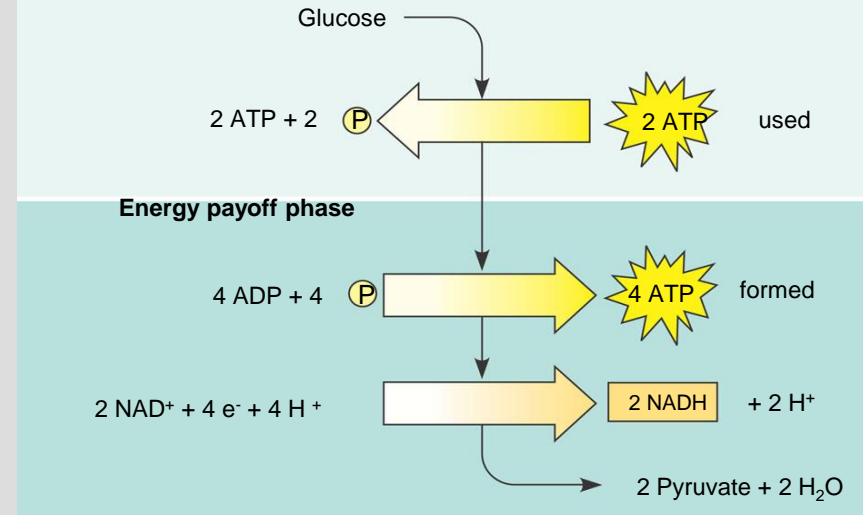 Glucose
2 ATP + 2 P 2 ATP used
Energy payoff phase
4 ADP + 4 P 4 ATP formed
2 NAD⁺ + 4 e⁻ + 4 H ⁺ 2 NADH + 2 H⁺
2 Pyruvate + 2 H₂O